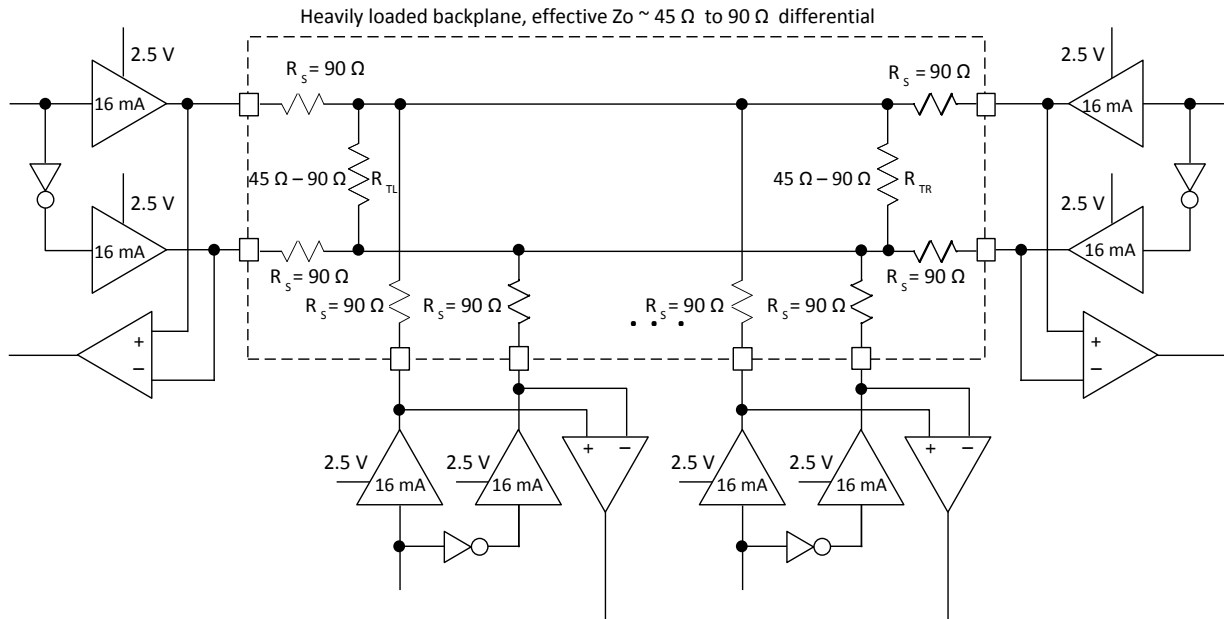 Heavily loaded backplane, effective Zo ~ 45 Ω to 90 Ω differential
2.5 V
16 mA
R S = 90 Ω
R S = 90 Ω
2.5 V
16 mA
45 Ω – 90 Ω
R TL
45 Ω – 90 Ω
R TR
2.5 V
16 mA
2.5 V
16 mA
R S = 90 Ω
R S = 90 Ω
R S = 90 Ω
R S = 90 Ω
. . .
R S = 90 Ω
R S = 90 Ω
+
–
+
–
+ –
+ –
2.5 V
16 mA
2.5 V
16 mA
2.5 V
16 mA
2.5 V
16 mA